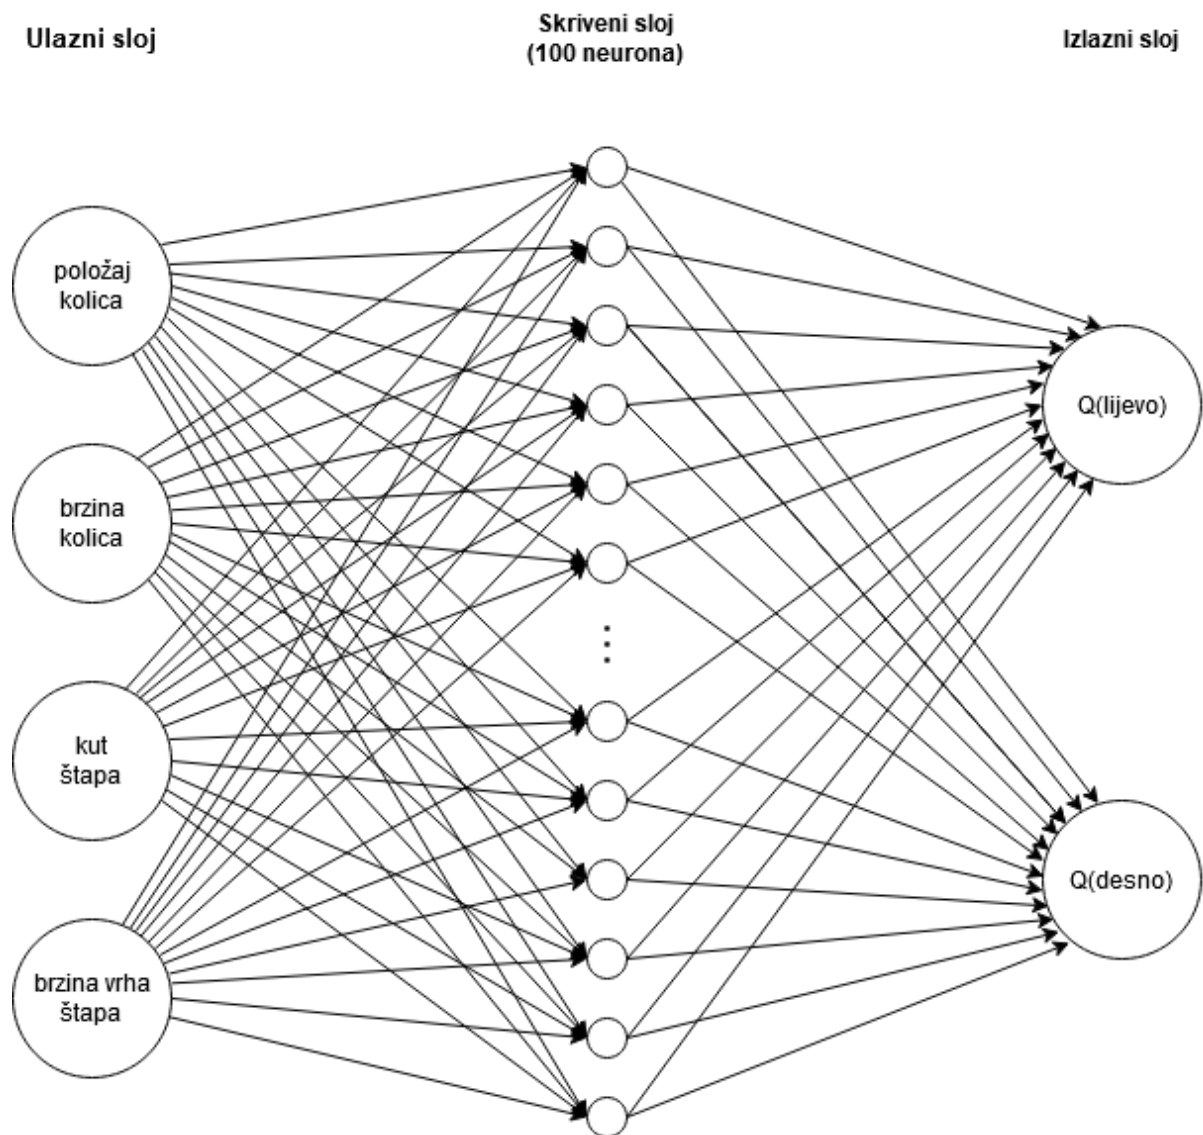 Ulazni sloj
Skriveni sloj
(100 neurona)
Izlazni sloj
položaj
kolica
brzina
kolica
kut
štapa
brzina vrha
štapa
Q(lijevo)
Q(desno)